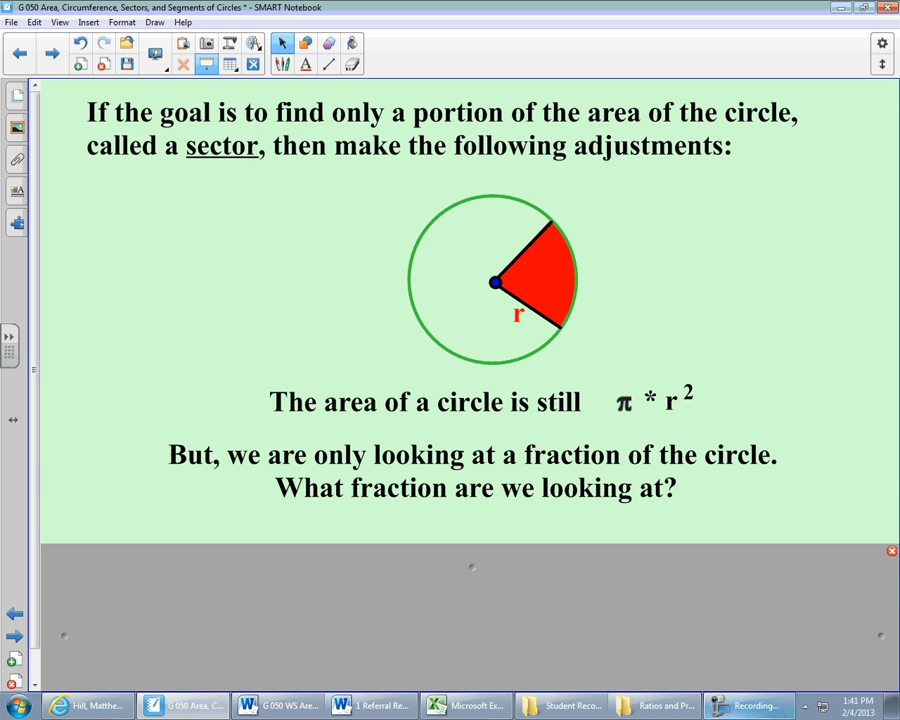 G 050 Area, Circumference, Sectors, and Segments of Circles * - SMART Notebook
File Edit View Insert Format Draw Help
If the goal is to find only a portion of the area of the circle,
called a sector, then make the following adjustments:
r
The area of a circle is still π * r 2
But, we are only looking at a fraction of the circle.
What fraction are we looking at?
Hill, Matthe... G 050 Area, C... G 050 WS Are... 1 Referral Re... Microsoft Ex... Student Reco... Ratios and Pr... Recording... 1:41 PM
2/4/2013